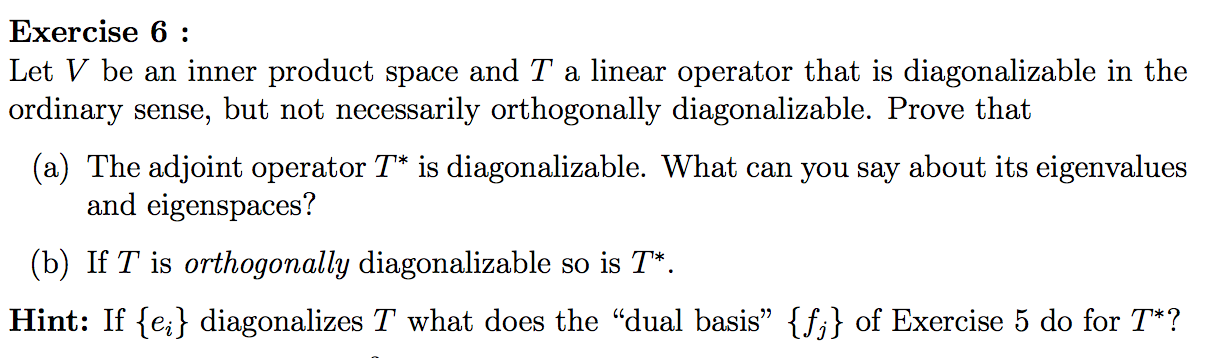 Exercise 6 :
Let V be an inner product space and T a linear operator that is diagonalizable in the
ordinary sense, but not necessarily orthogonally diagonalizable. Prove that
(a) The adjoint operator T* is diagonalizable. What can you say about its eigenvalues
and eigenspaces?
(b) If T is orthogonally diagonalizable so is T*.
Hint: If {eᵢ} diagonalizes T what does the “dual basis” {fⱼ} of Exercise 5 do for T*?